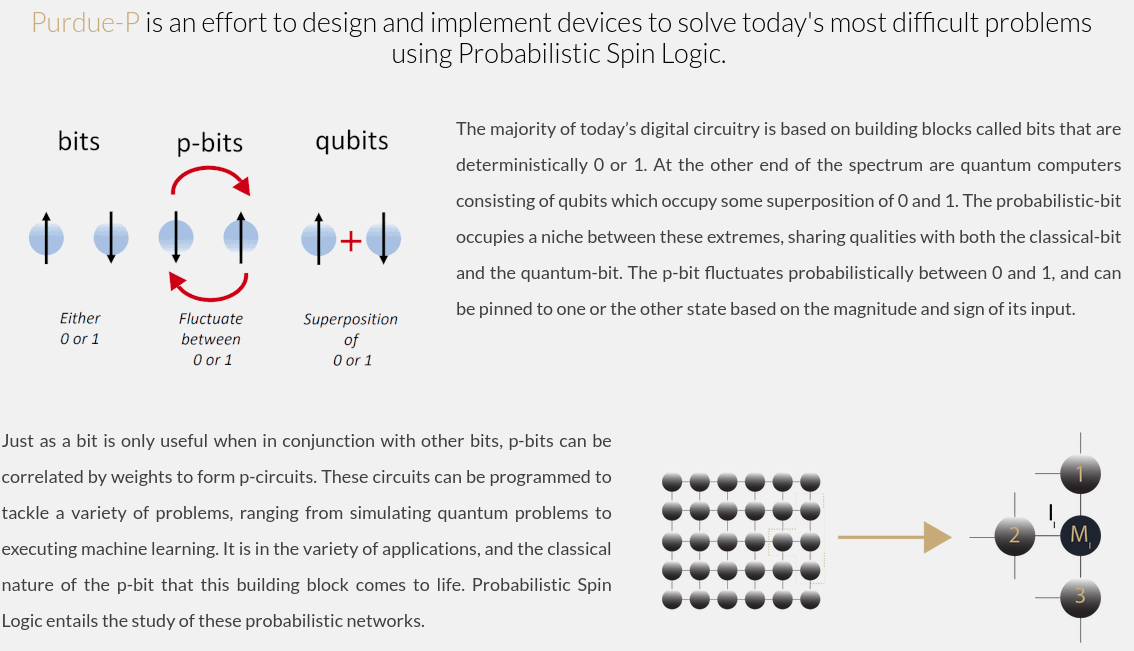 Purdue-P is an effort to design and implement devices to solve today's most difficult problems
using Probabilistic Spin Logic.
bits
p-bits
qubits
Either
0 or 1
Fluctuate
between
0 or 1
Superposition
of
0 or 1
The majority of today’s digital circuitry is based on building blocks called bits that are
deterministically 0 or 1. At the other end of the spectrum are quantum computers
consisting of qubits which occupy some superposition of 0 and 1. The probabilistic-bit
occupies a niche between these extremes, sharing qualities with both the classical-bit
and the quantum-bit. The p-bit fluctuates probabilistically between 0 and 1, and can
be pinned to one or the other state based on the magnitude and sign of its input.
Just as a bit is only useful when in conjunction with other bits, p-bits can be
correlated by weights to form p-circuits. These circuits can be programmed to
tackle a variety of problems, ranging from simulating quantum problems to
executing machine learning. It is in the variety of applications, and the classical
nature of the p-bit that this building block comes to life. Probabilistic Spin
Logic entails the study of these probabilistic networks.
1
2
M
3